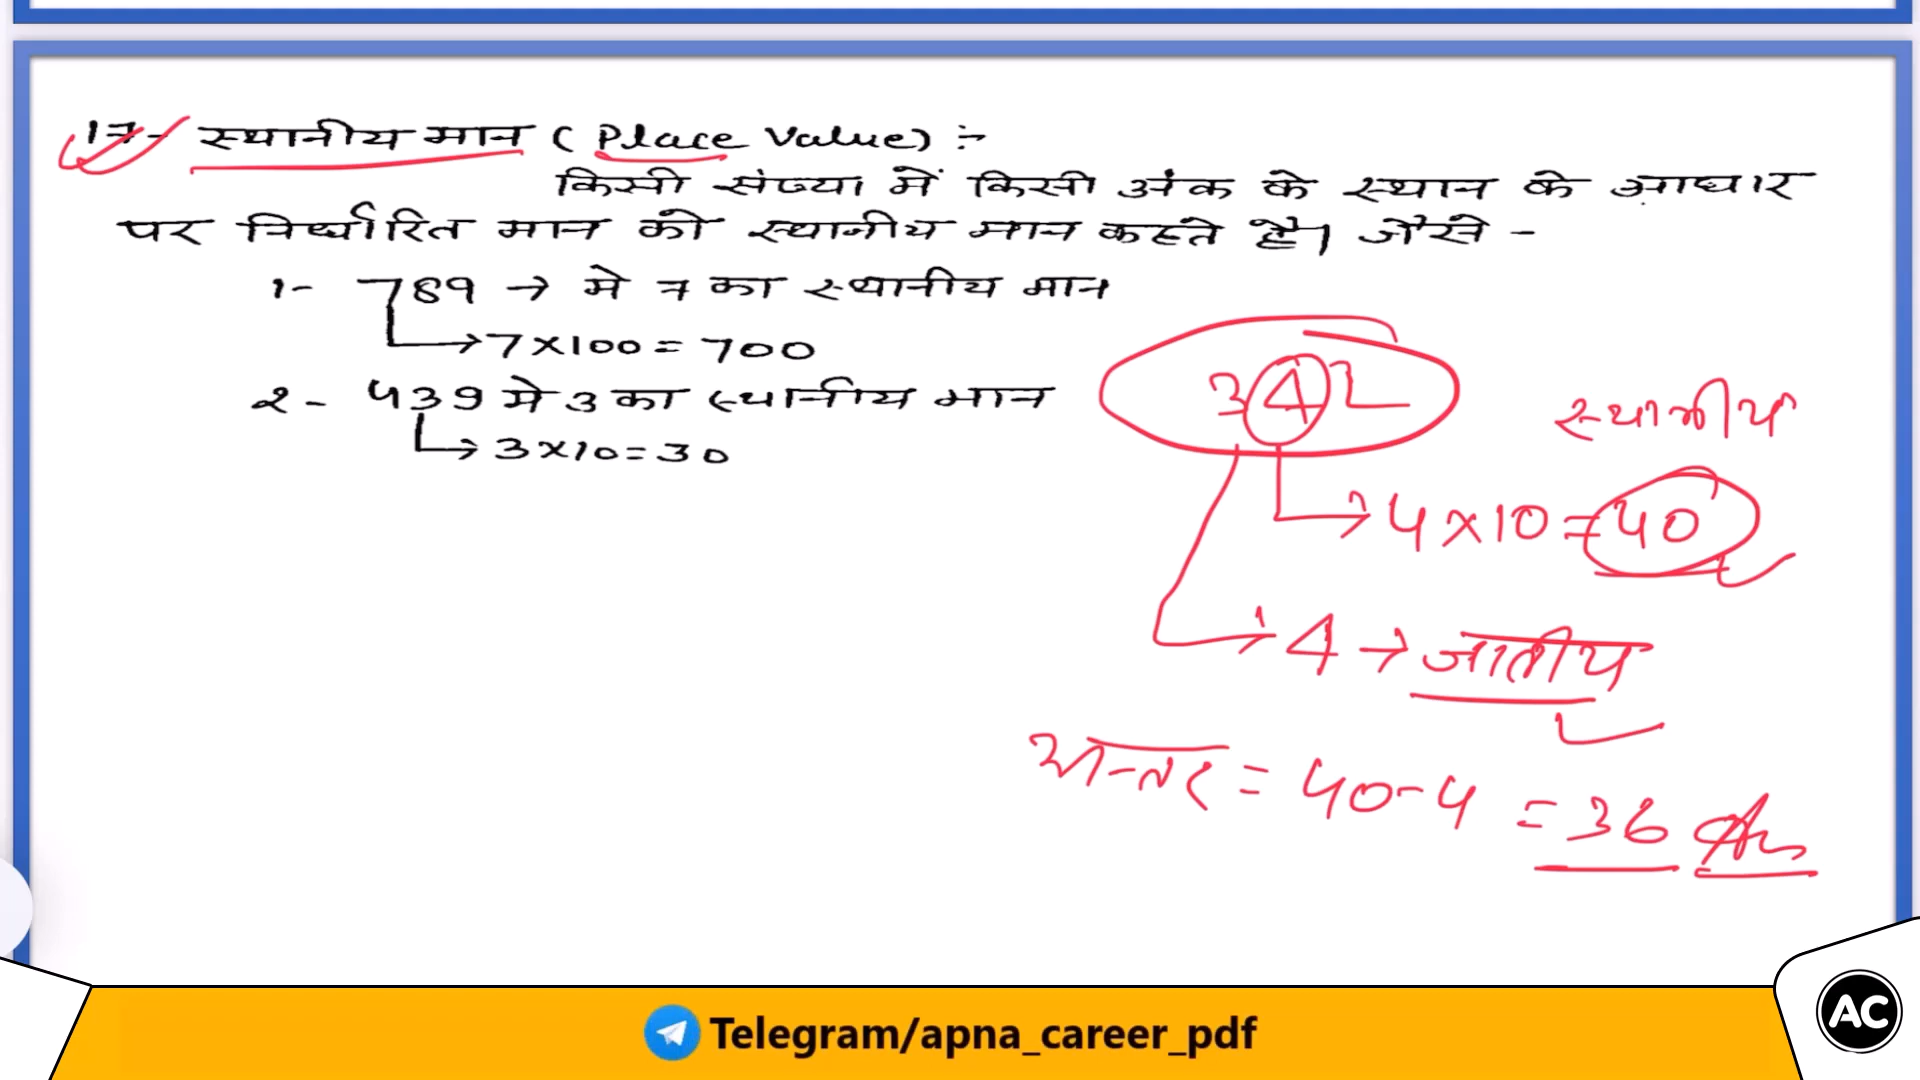 17- स्थानीय मान ( Place Value) :-
किसी संख्या में किसी अंक के स्थान के आधार
पर निर्धारित मान को स्थानीय मान कहते है। जैसे -
1- 789 → मे 7 का स्थानीय मान
→ 7×100 = 700
2- 439 मे 3 का स्थानीय मान
→ 3×10=30
342
स्थानीय
→ 4×10=40
→ 4 → जातीय
अन्तर = 40-4 = 36 Ans
Telegram/apna_career_pdf
AC